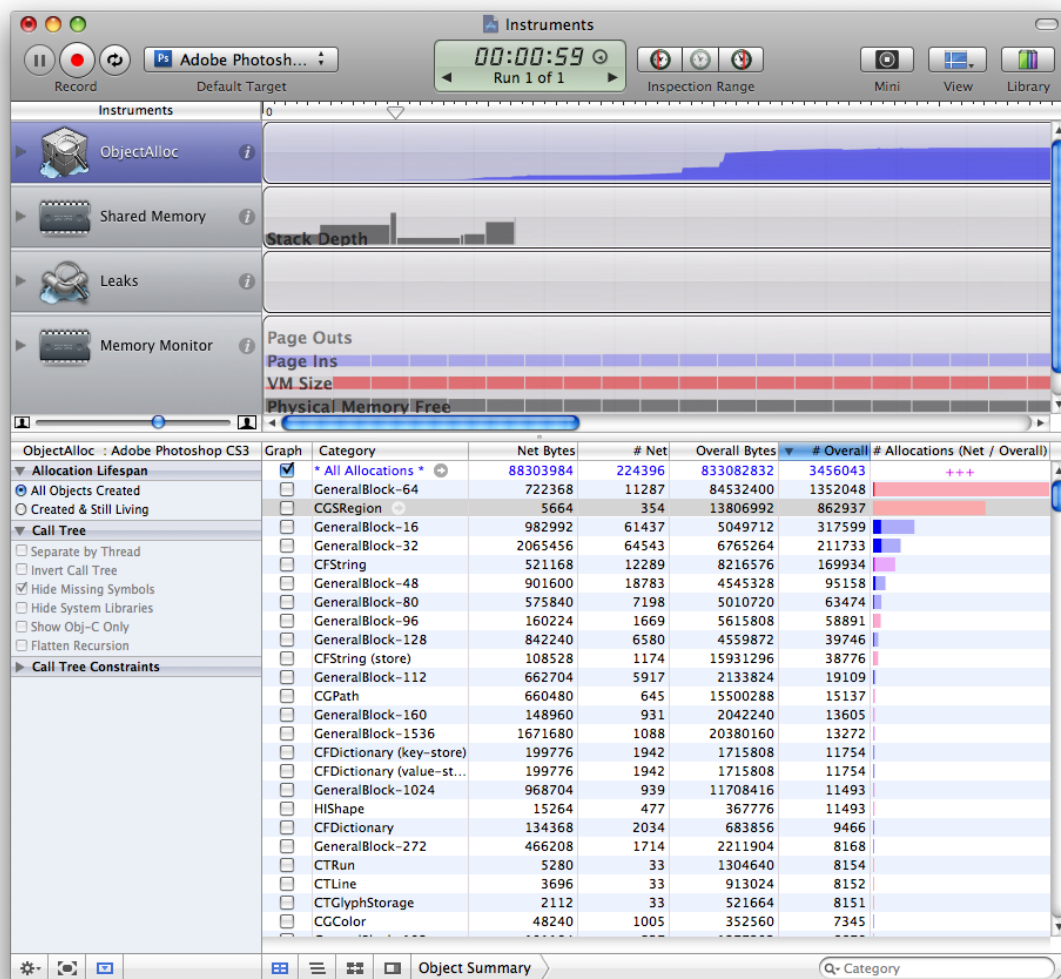 Instruments
Adobe Photosh...
00:00:59
Run 1 of 1
Record
Default Target
Inspection Range
Mini
View
Library
Instruments
0
ObjectAlloc
Shared Memory
Stack Depth
Leaks
Memory Monitor
Page Outs
Page Ins
VM Size
Physical Memory Free
ObjectAlloc : Adobe Photoshop CS3
Allocation Lifespan
All Objects Created
Created & Still Living
Call Tree
Separate by Thread
Invert Call Tree
Hide Missing Symbols
Hide System Libraries
Show Obj-C Only
Flatten Recursion
Call Tree Constraints
Graph Category Net Bytes # Net Overall Bytes # Overall # Allocations (Net / Overall)
* All Allocations * 88303984 224396 833082832 3456043 +++
GeneralBlock-64 722368 11287 84532400 1352048
CGSRegion 5664 354 13806992 862937
GeneralBlock-16 982992 61437 5049712 317599
GeneralBlock-32 2065456 64543 6765264 211733
CFString 521168 12289 8216576 169934
GeneralBlock-48 901600 18783 4545328 95158
GeneralBlock-80 575840 7198 5010720 63474
GeneralBlock-96 160224 1669 5615808 58891
GeneralBlock-128 842240 6580 4559872 39746
CFString (store) 108528 1174 15931296 38776
GeneralBlock-112 662704 5917 2133824 19109
CGPath 660480 645 15500288 15137
GeneralBlock-160 148960 931 2042240 13605
GeneralBlock-1536 1671680 1088 20380160 13272
CFDictionary (key-store) 199776 1942 1715808 11754
CFDictionary (value-st... 199776 1942 1715808 11754
GeneralBlock-1024 968704 939 11708416 11493
HIShape 15264 477 367776 11493
CFDictionary 134368 2034 683856 9466
GeneralBlock-272 466208 1714 2211904 8168
CTRun 5280 33 1304640 8154
CTLine 3696 33 913024 8152
CTGlyphStorage 2112 33 521664 8151
CGColor 48240 1005 352560 7345
Object Summary
Category